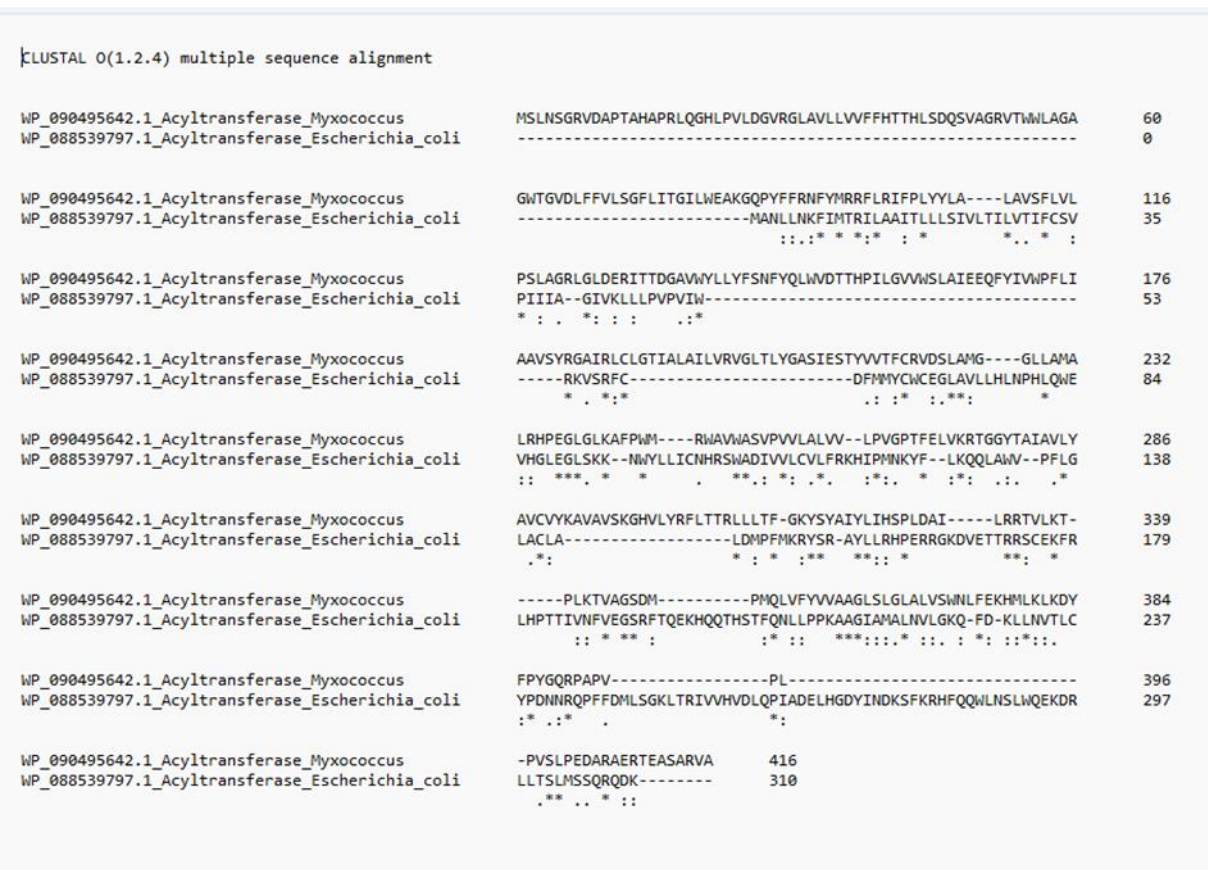 CLUSTAL O(1.2.4) multiple sequence alignment
WP_090495642.1_Acyltransferase_Myxococcus MSLNSGRVDAPTAHAPRLQGHLPVLDGVRGLAVLLVVFFHTTHLSDQSVAGRVTWWLAGA 60
WP_088539797.1_Acyltransferase_Escherichia_coli ------------------------------------------------------------ 0
WP_090495642.1_Acyltransferase_Myxococcus GWTGVDLFFVLSGFLITGILWEAKGQPYFFRNFYMRRFLRIFPLYYLA----LAVSFLVL 116
WP_088539797.1_Acyltransferase_Escherichia_coli -------------------------MANLLNKFIMTRILAAITLLLSIVLTILVTIFCSV 35
::.:* * *:* : * *.. * :
WP_090495642.1_Acyltransferase_Myxococcus PSLAGRLGLDERITTDGAVWYLLYFSNFYQLWVDTTHPILGVVWSLAIEEQFYIVWPFLI 176
WP_088539797.1_Acyltransferase_Escherichia_coli PIIIA--GIVKLLLPVPVIW---------------------------------------- 53
* : . *: : : .:*
WP_090495642.1_Acyltransferase_Myxococcus AAVSYRGAIRLCLGTIALAILVRVGLTLYGASIESTYVVTFCRVDSLAMG----GLLAMA 232
WP_088539797.1_Acyltransferase_Escherichia_coli -----RKVSRFC------------------------DFMMYCWCEGLAVLLHLNPHLQWE 84
* . *:* .: :* :.**: *
WP_090495642.1_Acyltransferase_Myxococcus LRHPEGLGLKAFPWM----RWAVWASVPVVLALVV--LPVGPTFELVKRTGGYTAIAVLY 286
WP_088539797.1_Acyltransferase_Escherichia_coli VHGLEGLSKK--NWYLLICNHRSWADIVVLCVLFRKHIPMNKYF--LKQQLAWV--PFLG 138
:: ***. * * . **.: *: .*. :*:. * :*: .:. .*
WP_090495642.1_Acyltransferase_Myxococcus AVCVYKAVAVSKGHVLYRFLTTRLLLTF-GKYSYAIYLIHSPLDAI-----LRRTVLKT- 339
WP_088539797.1_Acyltransferase_Escherichia_coli LACLA------------------LDMPFMKRYSR-AYLLRHPERRGKDVETTRRSCEKFR 179
.*: * : * :** **:: * **: *
WP_090495642.1_Acyltransferase_Myxococcus -----PLKTVAGSDM----------PMQLVFYVVAAGLSLGLALVSWNLFEKHMLKLKDY 384
WP_088539797.1_Acyltransferase_Escherichia_coli LHPTTIVNFVEGSRFTQEKHQQTHSTFQNLLPPKAAGIAMALNVLGKQ-FD-KLLNVTLC 237
:: * ** : :* :: ***:::.* ::. : *: ::*::.
WP_090495642.1_Acyltransferase_Myxococcus FPYGQRPAPV-----------------PL------------------------------- 396
WP_088539797.1_Acyltransferase_Escherichia_coli YPDNNRQPFFDMLSGKLTRIVVHVDLQPIADELHGDYINDKSFKRHFQQWLNSLWQEKDR 297
:* .:* . *:
WP_090495642.1_Acyltransferase_Myxococcus -PVSLPEDARAERTEASARVA 416
WP_088539797.1_Acyltransferase_Escherichia_coli LLTSLMSSQRQDK-------- 310
.** .. * ::